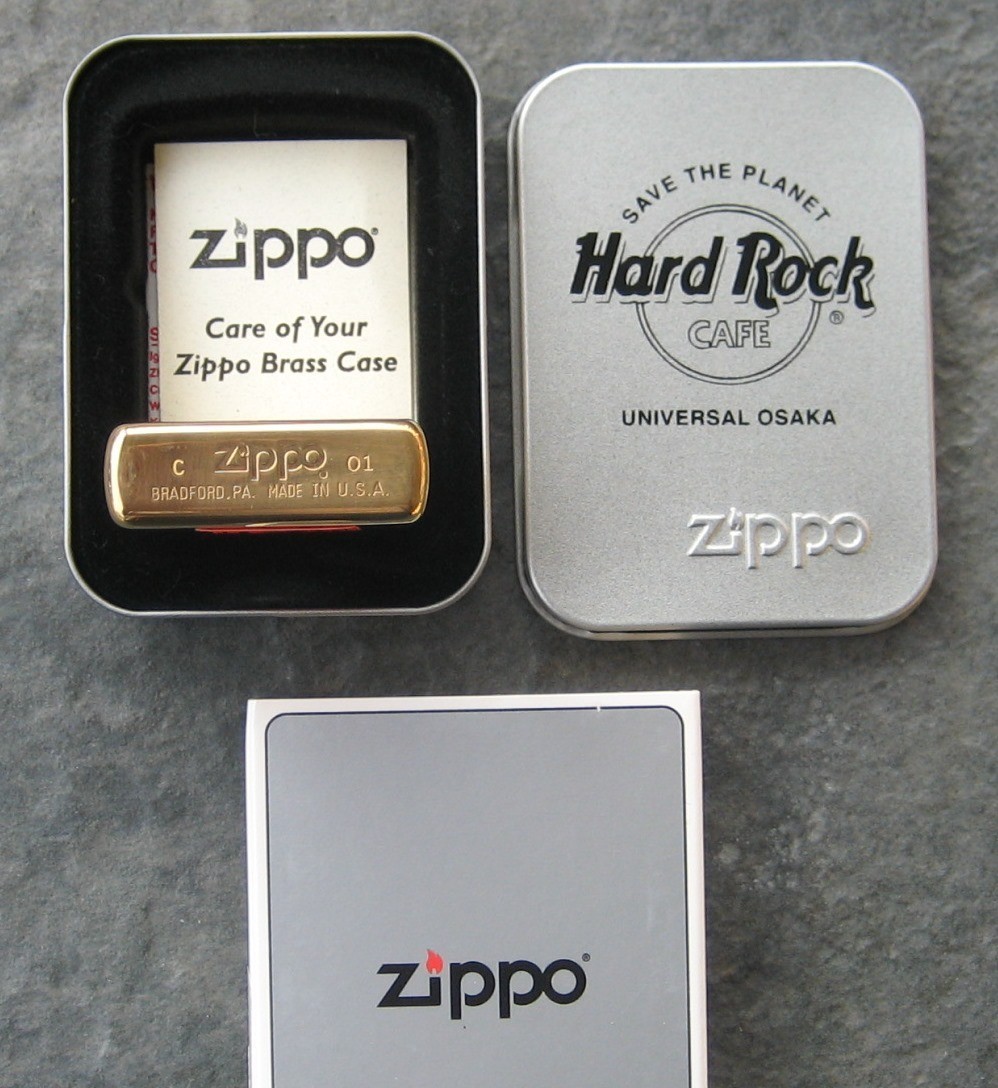 zippo®
Care of Your
Zippo Brass Case
C zippo 01
BRADFORD.PA. MADE IN U.S.A.
SAVE THE PLANET
Hard Rock
®
CAFE
UNIVERSAL OSAKA
zippo
zippo®